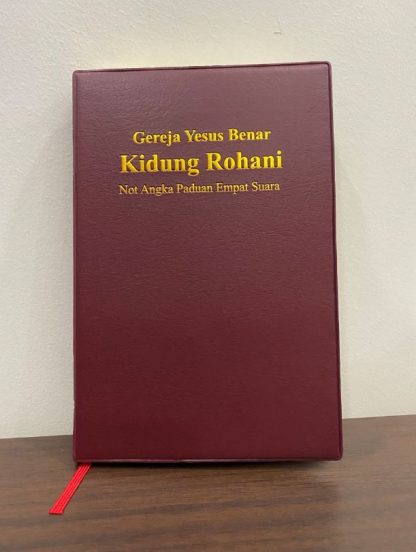 Gereja Yesus Benar
Kidung Rohani
Not Angka Paduan Empat Suara